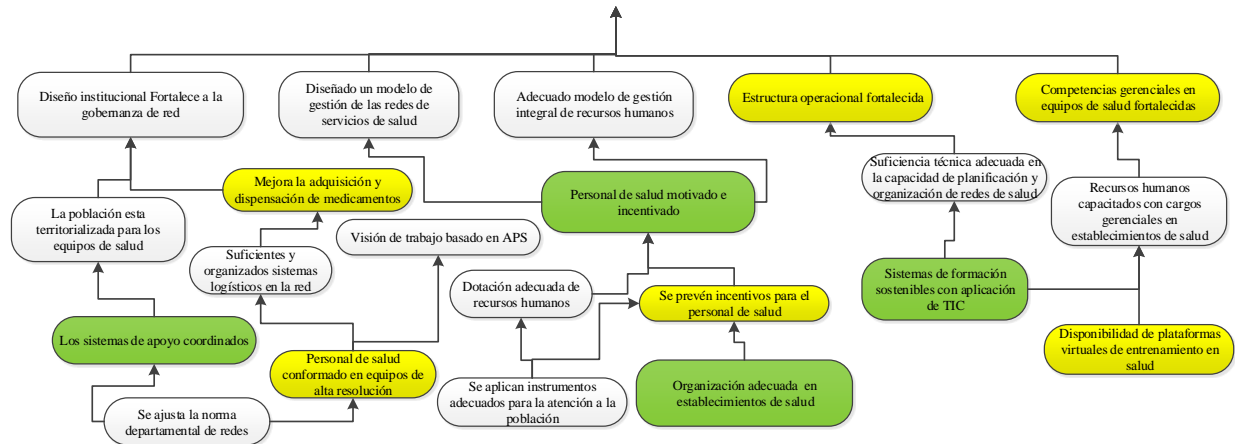 Diseño institucional Fortalece a la
gobernanza de red
Diseñado un modelo de
gestión de las redes de
servicios de salud
Adecuado modelo de gestión
integral de recursos humanos
Estructura operacional fortalecida
Competencias gerenciales en
equipos de salud fortalecidas
Mejora la adquisición y
dispensación de medicamentos
Personal de salud motivado e
incentivado
Suficiencia técnica adecuada en
la capacidad de planificación y
organización de redes de salud
La población esta
territorializada para los
equipos de salud
Visión de trabajo basado en APS
Recursos humanos
capacitados con cargos
gerenciales en
establecimientos de salud
Suficientes y
organizados sistemas
logísticos en la red
Dotación adecuada de
recursos humanos
Se prevén incentivos para el
personal de salud
Sistemas de formación
sostenibles con aplicación
de TIC
Los sistemas de apoyo coordinados
Personal de salud
conformado en equipos de
alta resolución
Disponibilidad de plataformas
virtuales de entrenamiento en
salud
Se aplican instrumentos
adecuados para la atención a la
población
Organización adecuada en
establecimientos de salud
Se ajusta la norma
departamental de redes